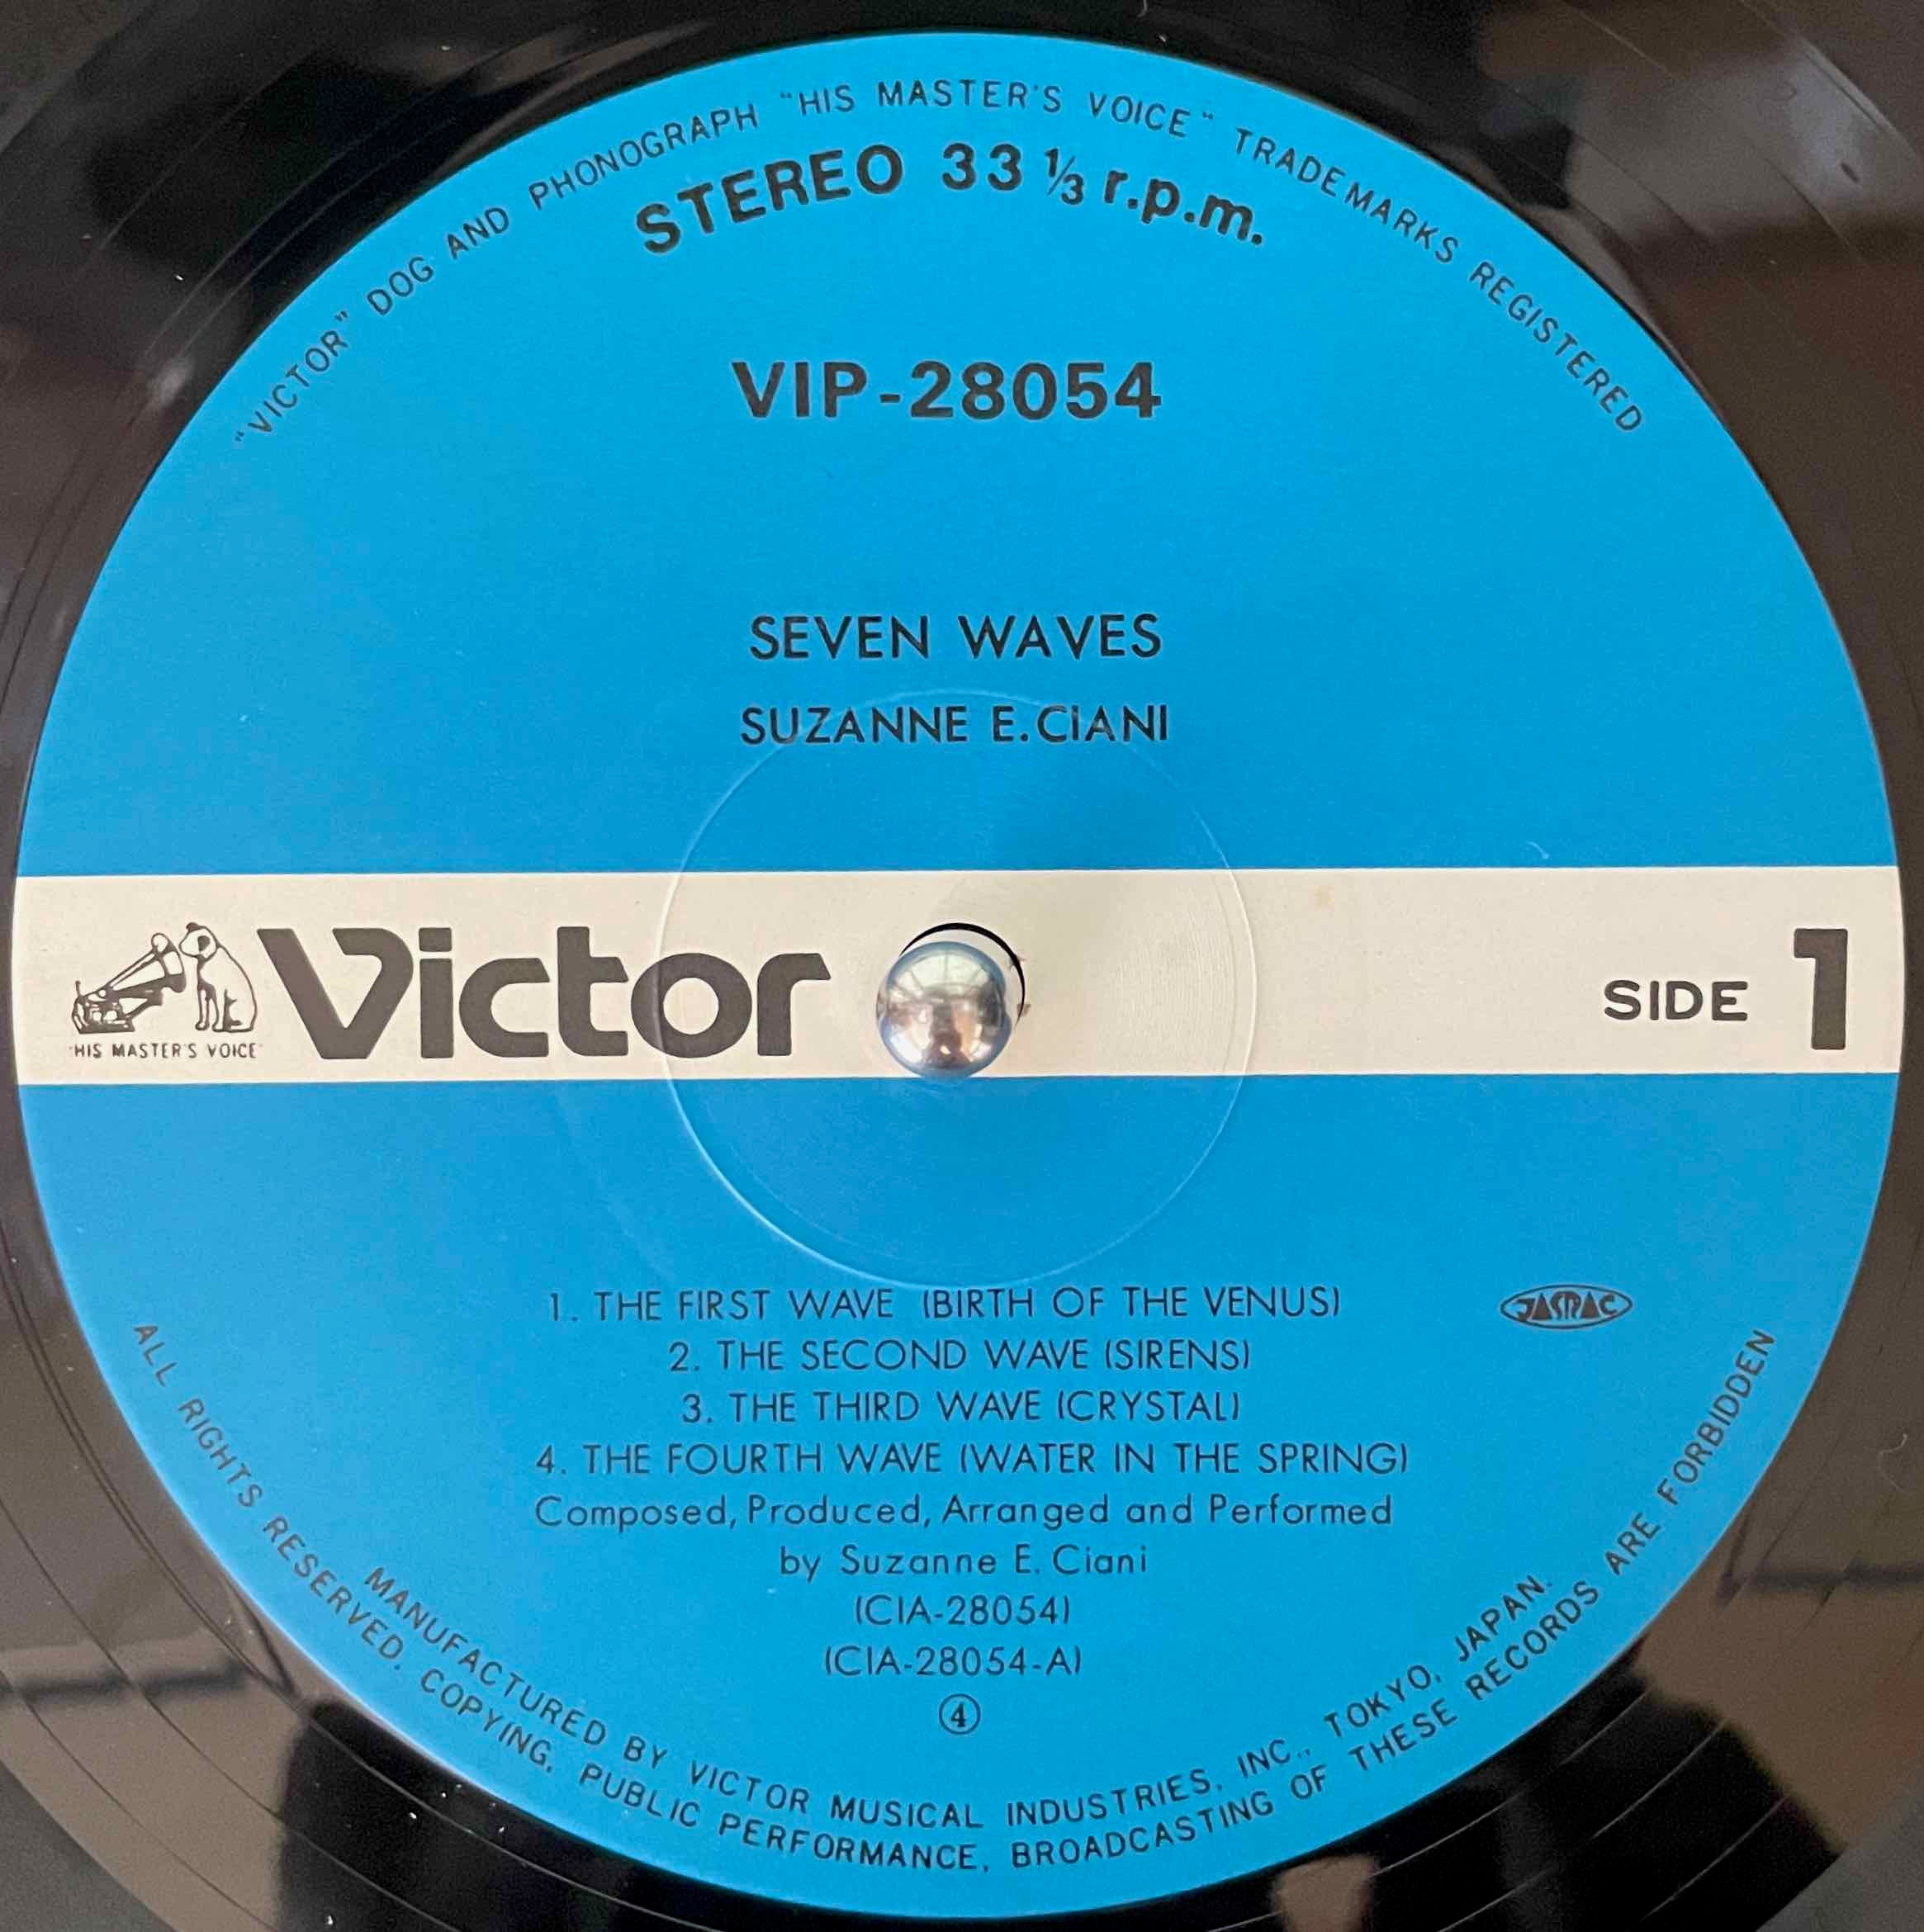 "VICTOR" DOG AND PHONOGRAPH "HIS MASTER'S VOICE" TRADE MARKS REGISTERED
STEREO 33 ⅓ r.p.m.
VIP-28054
SEVEN WAVES
SUZANNE E. CIANI
"HIS MASTER'S VOICE"
Victor
SIDE 1
1. THE FIRST WAVE (BIRTH OF THE VENUS)
JASRAC
2. THE SECOND WAVE (SIRENS)
3. THE THIRD WAVE (CRYSTAL)
4. THE FOURTH WAVE (WATER IN THE SPRING)
Composed, Produced, Arranged and Performed
by Suzanne E. Ciani
(CIA-28054)
(CIA-28054-A)
④
MANUFACTURED BY VICTOR MUSICAL INDUSTRIES, INC., TOKYO, JAPAN.
ALL RIGHTS RESERVED. COPYING, PUBLIC PERFORMANCE, BROADCASTING OF THESE RECORDS ARE FORBIDDEN